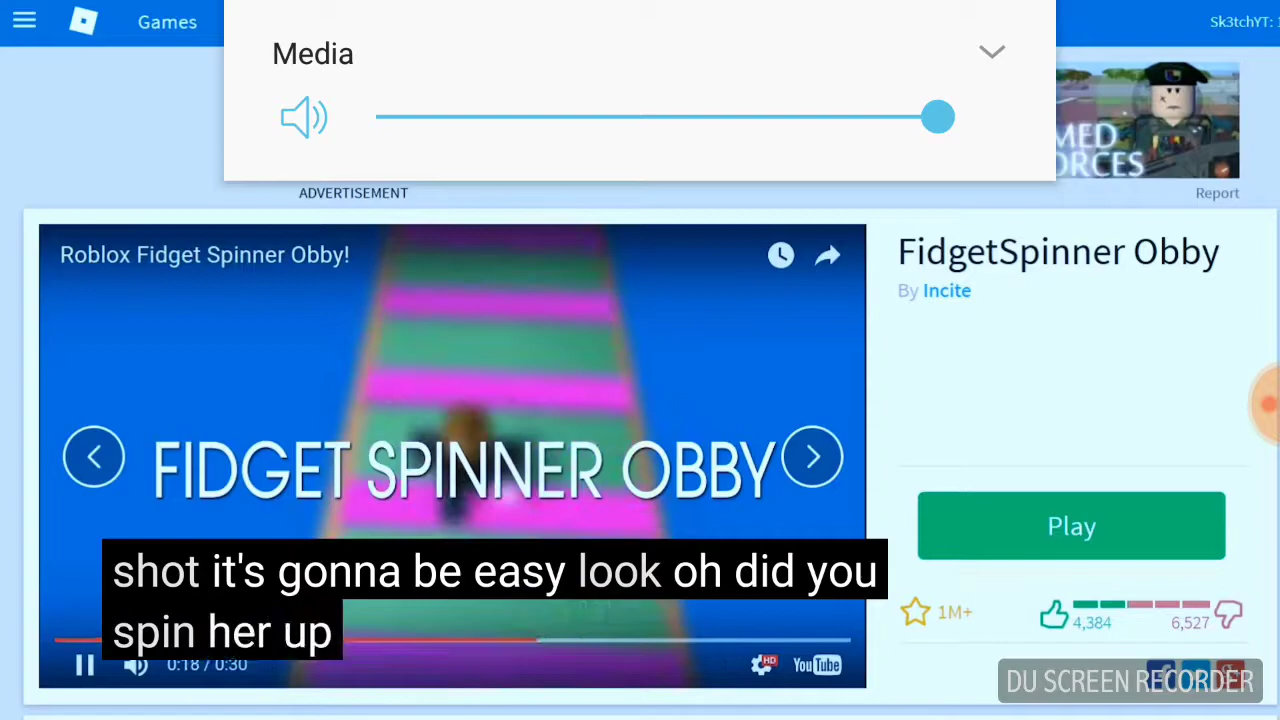 Games
Sk3tchYT:
Media
MED
ORCES
ADVERTISEMENT
Report
Roblox Fidget Spinner Obby!
FidgetSpinner Obby
By Incite
FIDGET SPINNER OBBY
Play
shot it's gonna be easy look oh did you
spin her up
1M+
4,384
6,527
0:18 / 0:30
HD
YouTube
DU SCREEN RECORDER